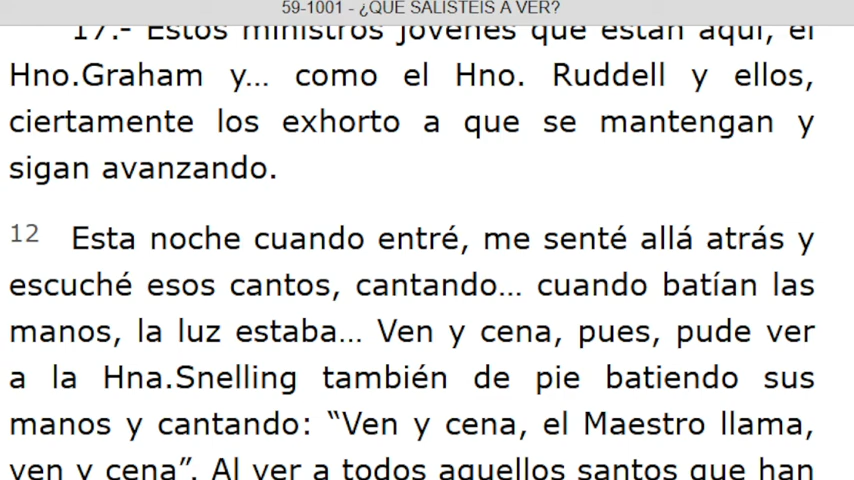 59-1001 - ¿QUÉ SALISTEIS A VER?
17.- Estos ministros jóvenes que están aquí, el
Hno.Graham y… como el Hno. Ruddell y ellos,
ciertamente los exhorto a que se mantengan y
sigan avanzando.
12 Esta noche cuando entré, me senté allá atrás y
escuché esos cantos, cantando… cuando batían las
manos, la luz estaba… Ven y cena, pues, pude ver
a la Hna.Snelling también de pie batiendo sus
manos y cantando: “Ven y cena, el Maestro llama,
ven y cena”. Al ver a todos aquellos santos que han